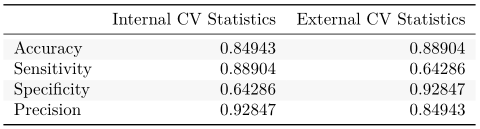 Internal CV Statistics External CV Statistics
Accuracy 0.84943 0.88904
Sensitivity 0.88904 0.64286
Specificity 0.64286 0.92847
Precision 0.92847 0.84943